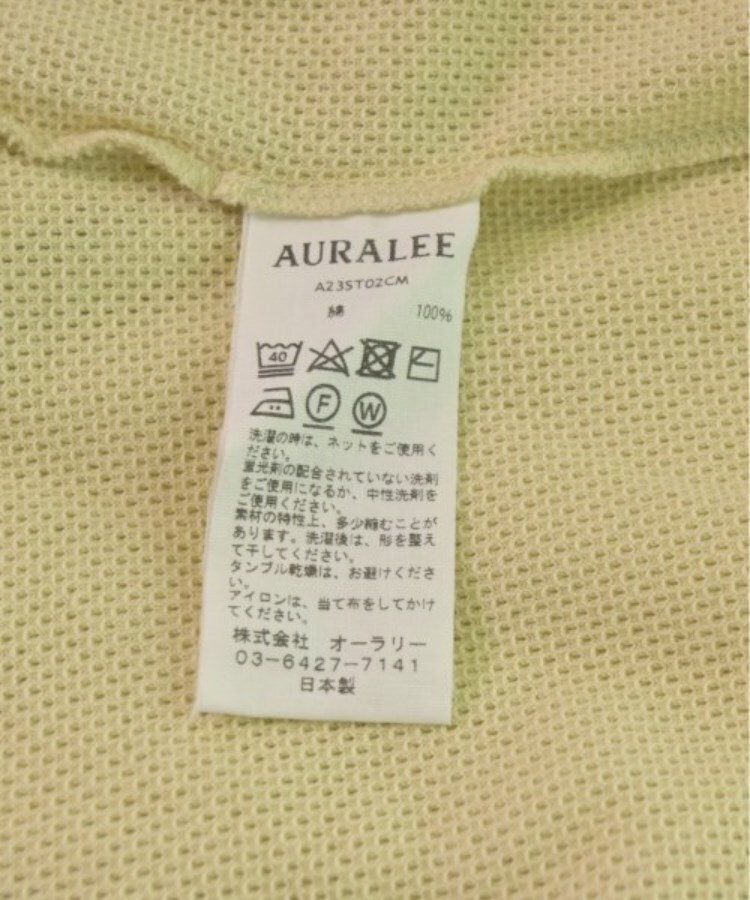 AURALEE
A23ST02CM
綿 100%
40
F W
洗濯の時は、ネットをご使用く
ださい。
蛍光剤の配合されていない洗剤
をご使用になるか、中性洗剤を
ご使用ください。
素材の特性上、多少縮むことが
あります。洗濯後は、形を整え
て干してください。
タンブル乾燥は、お避けくださ
い。
アイロンは、当て布をしてかけ
てください。
株式会社 オーラリー
03-6427-7141
日本製